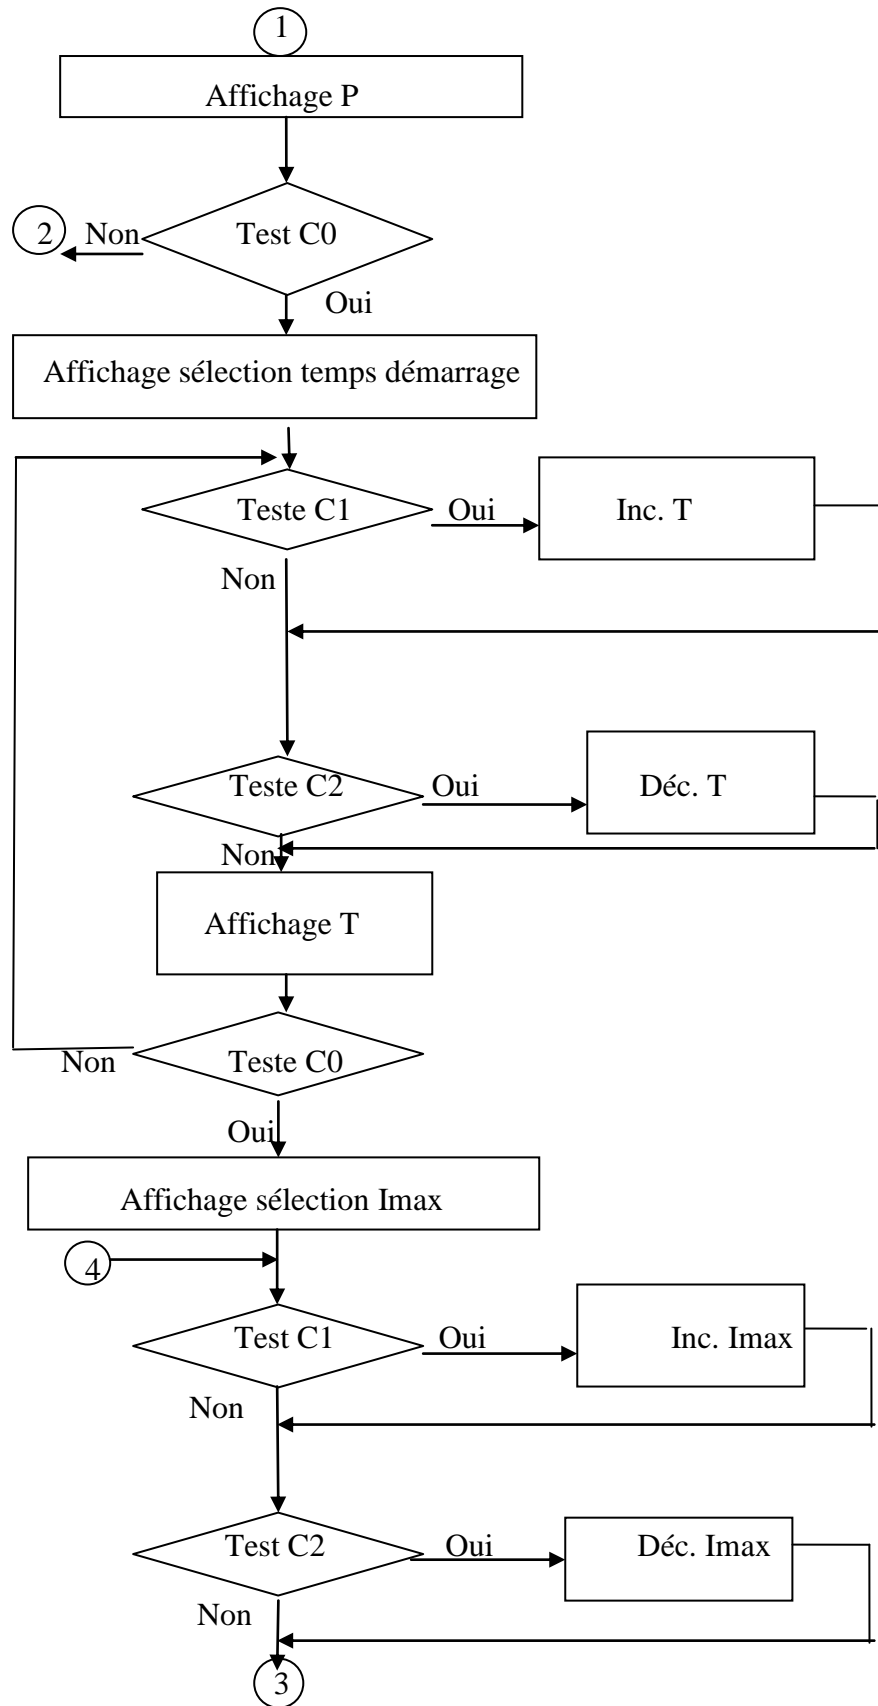 1
Affichage P
2
Non
Test C0
Oui
Affichage sélection temps démarrage
Teste C1
Oui
Inc. T
Non
Teste C2
Oui
Déc. T
Non
Affichage T
Non
Teste C0
Oui
Affichage sélection Imax
4
Test C1
Oui
Inc. Imax
Non
Test C2
Oui
Déc. Imax
Non
3